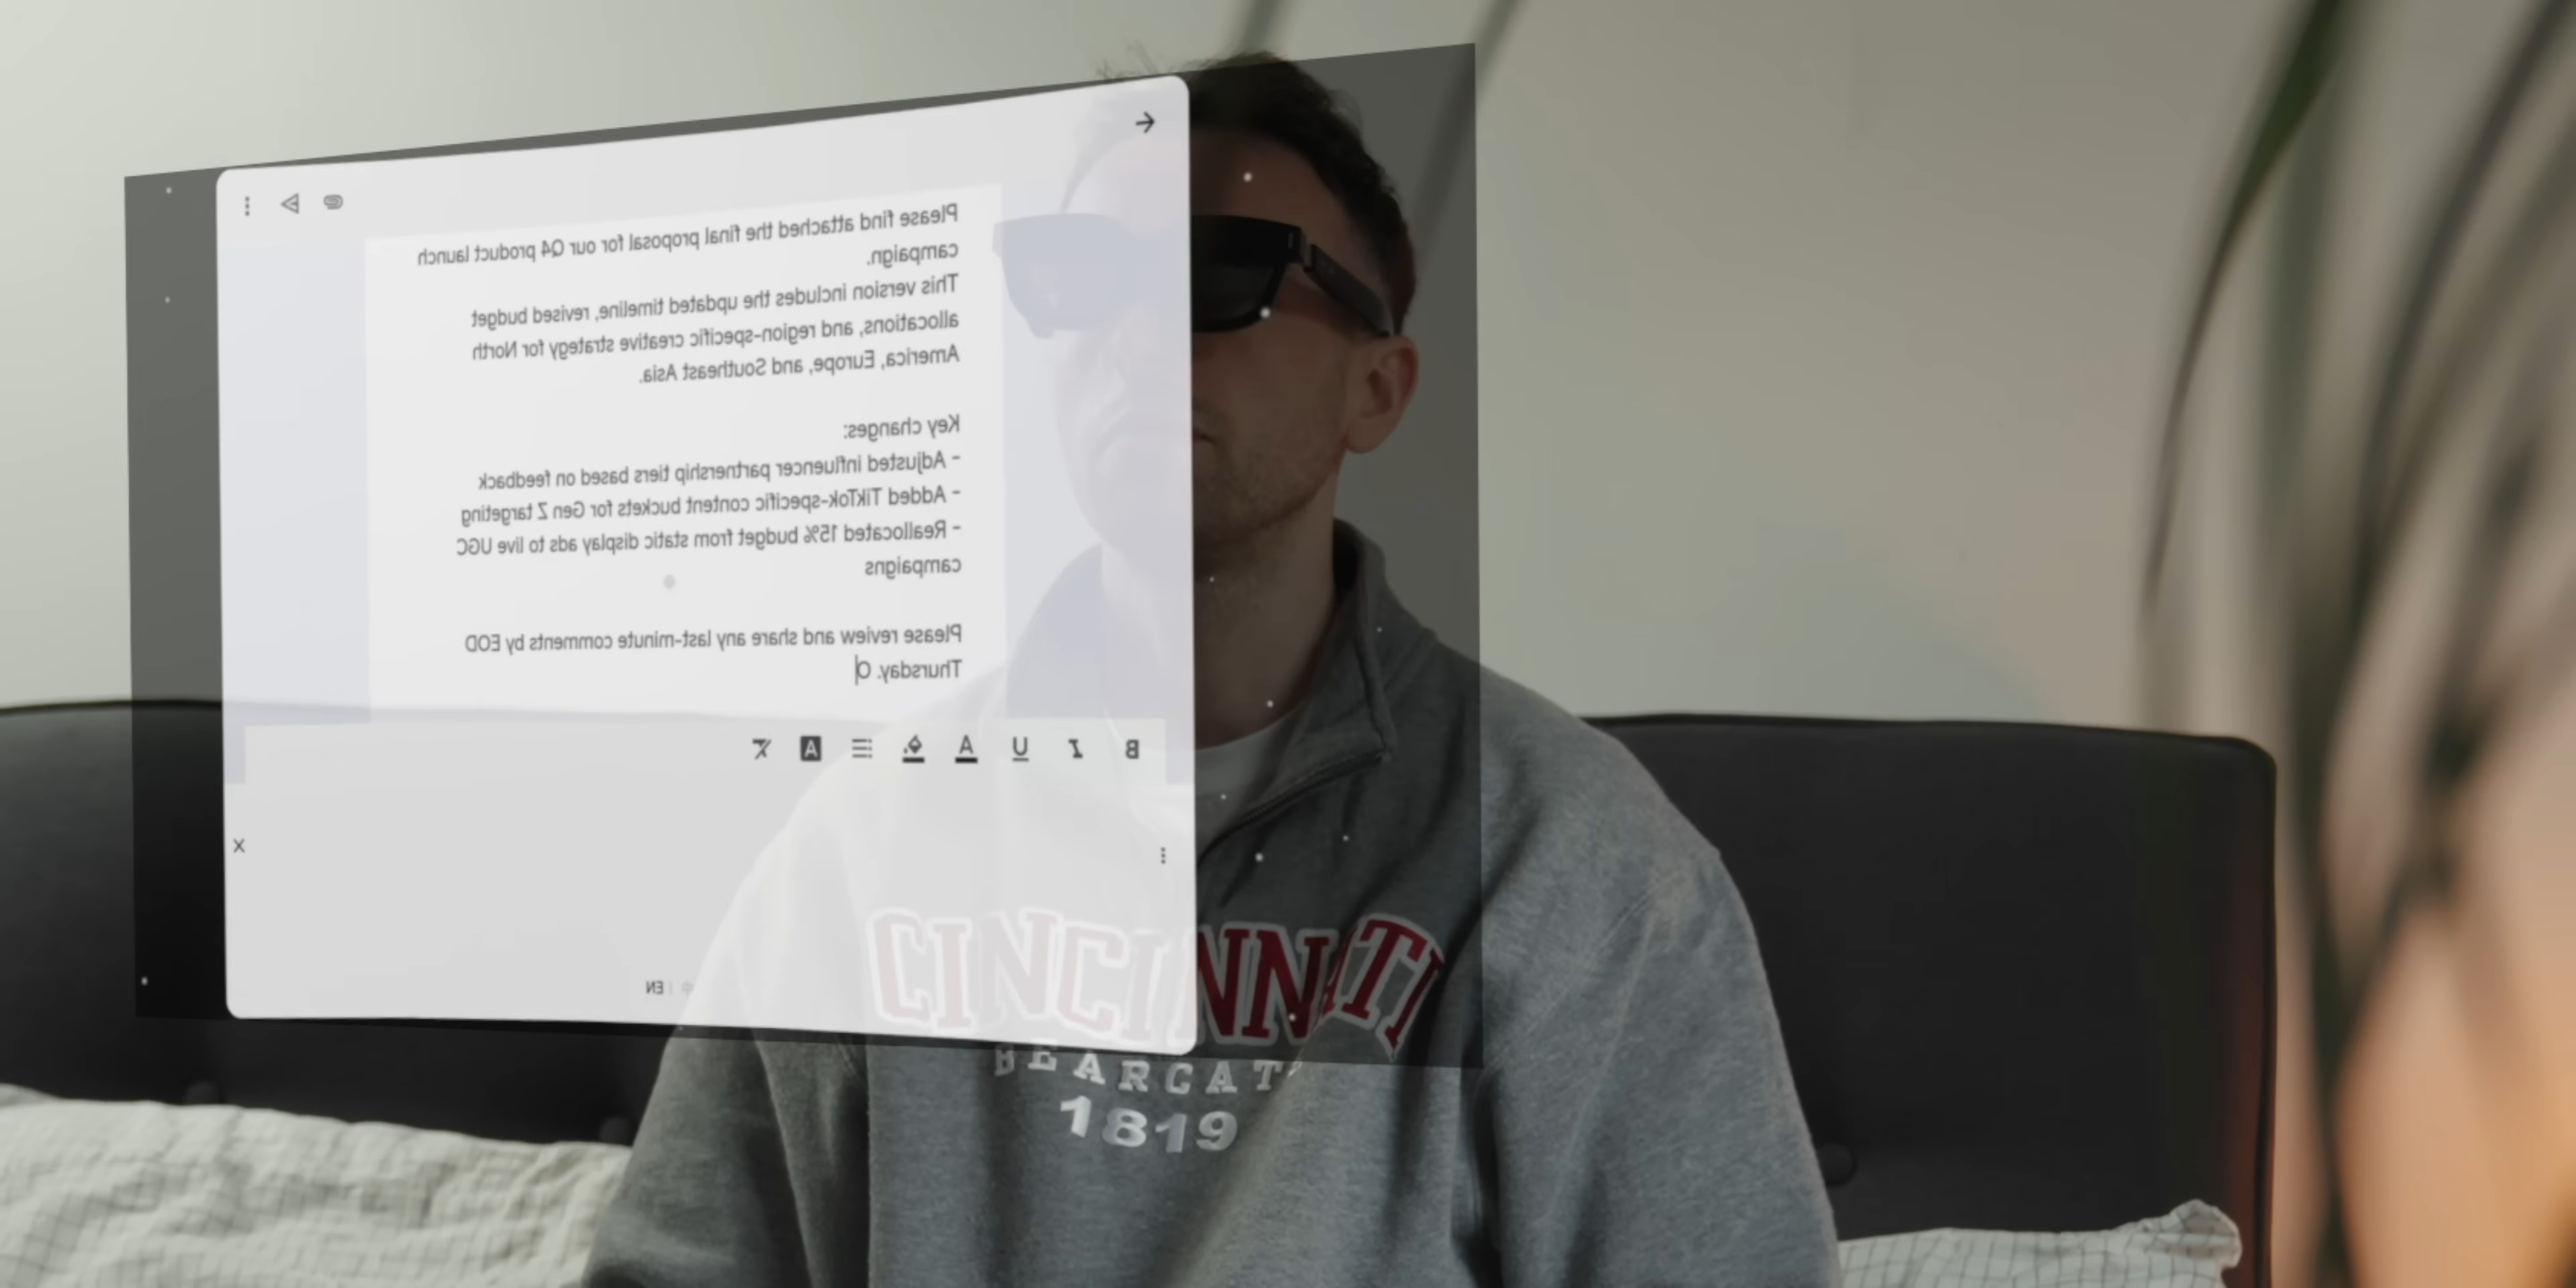 Please find attached the final proposal for our Q4 product launch
campaign.
This version includes the updated timeline, revised budget
allocations, and region-specific creative strategy for North
America, Europe, and Southeast Asia.
Key changes:
- Adjusted influencer partnership tiers based on feedback
- Added TikTok-specific content buckets for Gen Z targeting
- Reallocated 15% budget from static display ads to live UGC
campaigns
Please review and share any last-minute comments by EOD
Thursday. O
B I U A A
EN
CINCINNATI
BEARCATS
1819